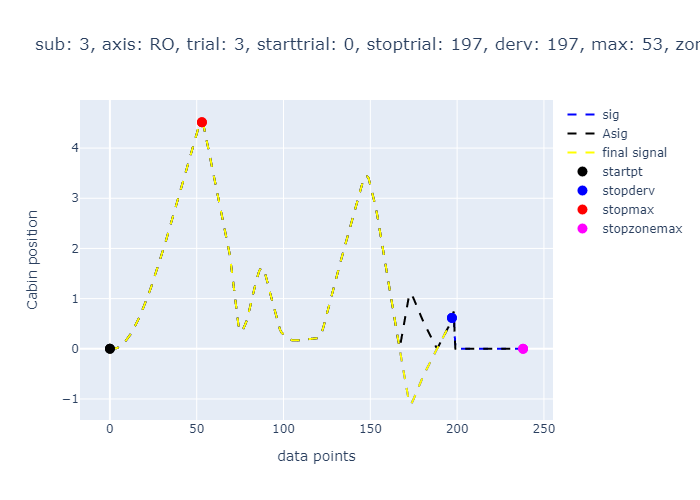 sub: 3, axis: RO, trial: 3, starttrial: 0, stoptrial: 197, derv: 197, max: 53, zon
sig
Asig
final signal
startpt
stopderv
stopmax
stopzonemax
Cabin position
4
3
2
1
0
−1
0
50
100
150
200
250
data points